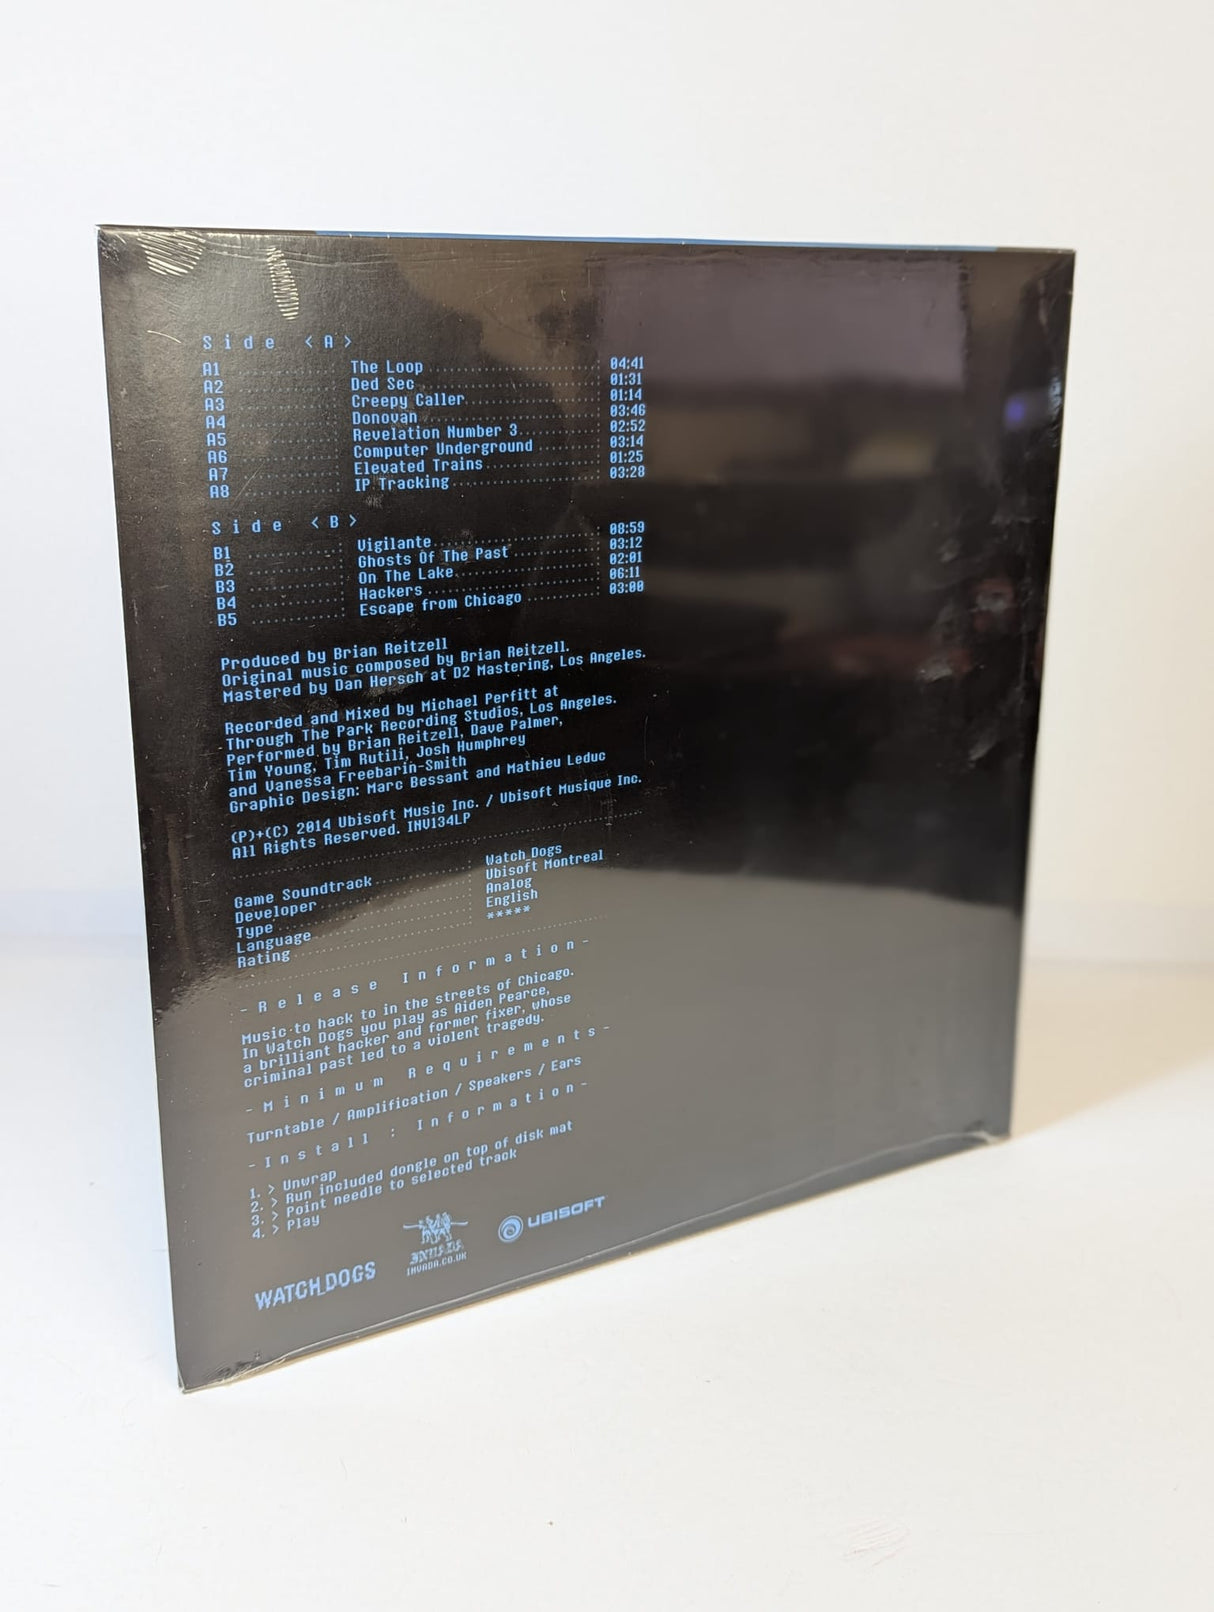 Side <A>
A1 ............ The Loop ........................ 04:41
A2 ............ Ded Sec ........................ 01:31
A3 ............ Creepy Caller ................... 01:14
A4 ............ Donovan ........................ 03:46
A5 ............ Revelation Number 3 ............ 02:52
A6 ............ Computer Underground .......... 03:14
A7 ............ Elevated Trains ................ 01:25
A8 ............ IP Tracking .................... 03:28
Side <B>
B1 ............ Vigilante ...................... 08:59
B2 ............ Ghosts Of The Past ............ 03:12
B3 ............ On The Lake .................... 02:01
B4 ............ Hackers ........................ 06:11
B5 ............ Escape from Chicago .......... 03:00
Produced by Brian Reitzell
Original music composed by Brian Reitzell.
Mastered by Dan Hersch at D2 Mastering, Los Angeles.
Recorded and Mixed by Michael Perfitt at
Through The Park Recording Studios, Los Angeles.
Performed by Brian Reitzell, Dave Palmer,
Tim Young, Tim Rutili, Josh Humphrey
and Vanessa Freebarin-Smith
Graphic Design: Marc Bessant and Mathieu Leduc
(P)+(C) 2014 Ubisoft Music Inc. / Ubisoft Musique Inc.
All Rights Reserved. INV134LP
Game Soundtrack ............ Watch_Dogs
Developer .................. Ubisoft Montreal
Type ...................... Analog
Language .................. English
Rating .................... *****
-Release Information-
Music to hack to in the streets of Chicago.
In Watch Dogs you play as Aiden Pearce,
a brilliant hacker and former fixer, whose
criminal past led to a violent tragedy.
-Minimum Requirements-
Turntable / Amplification / Speakers / Ears
-Install : Information-
1. > Unwrap
2. > Run included dongle on top of disk mat
3. > Point needle to selected track
4. > Play
WATCH_DOGS
INVADA
INVADA.CO.UK
UBISOFT